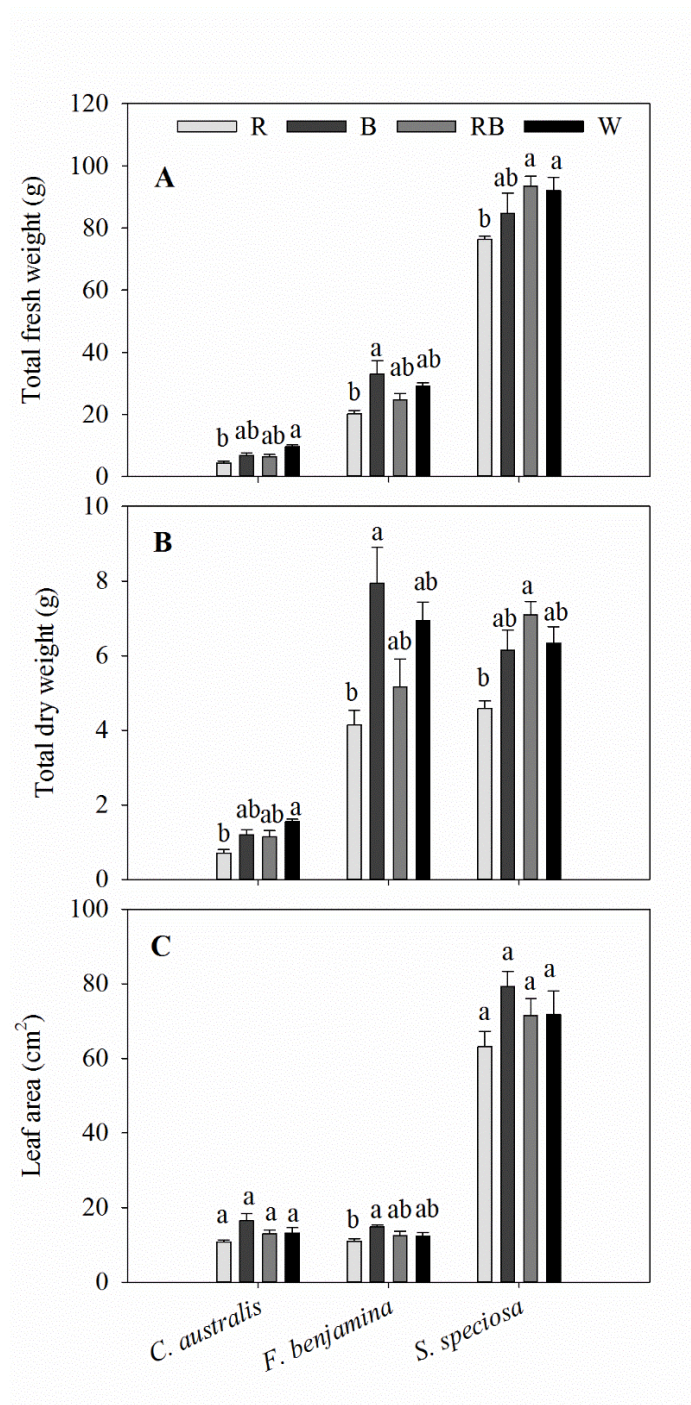 120
R B RB W
100
A
a a
ab
80
b
60
40
a
ab ab
20
b
b ab ab a
0
Total fresh weight (g)
10
B
a
8
ab
a
ab
ab ab
6
b
b
4
2
b ab ab a
0
Total dry weight (g)
100
C
80
a
a
a a
60
40
20
a a a a
b a ab ab
0
Leaf area (cm²)
C. australis
F. benjamina
S. speciosa